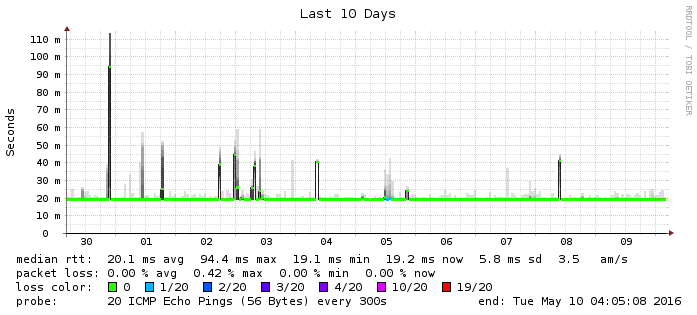 Last 10 Days
RRDTOOL / TOBI OETIKER
Seconds
110 m
100 m
90 m
80 m
70 m
60 m
50 m
40 m
30 m
20 m
10 m
0
30 01 02 03 04 05 06 07 08 09
median rtt: 20.1 ms avg 94.4 ms max 19.1 ms min 19.2 ms now 5.8 ms sd 3.5 am/s
packet loss: 0.00 % avg 0.42 % max 0.00 % min 0.00 % now
loss color: 0 1/20 2/20 3/20 4/20 10/20 19/20
probe: 20 ICMP Echo Pings (56 Bytes) every 300s end: Tue May 10 04:05:08 2016